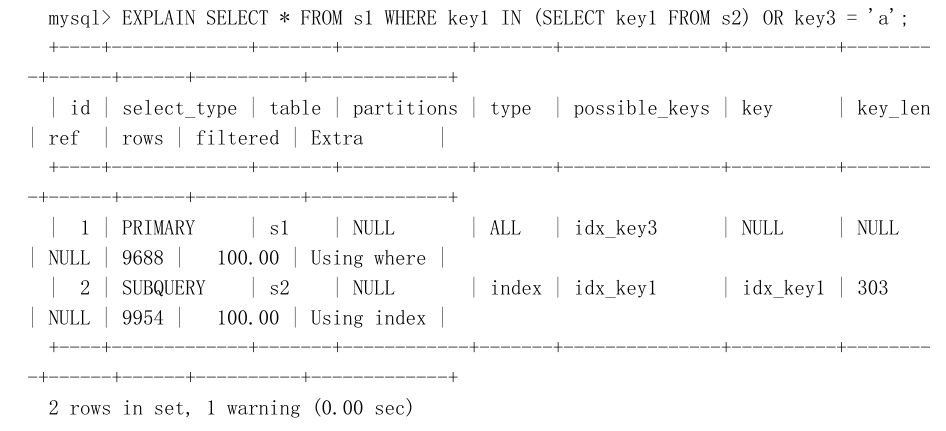 mysql> EXPLAIN SELECT * FROM s1 WHERE key1 IN (SELECT key1 FROM s2) OR key3 = 'a';
+----+-------------+-------+------------+-------+---------------+----------+--------
-+------+------+----------+-------------+
| id | select_type | table | partitions | type  | possible_keys | key      | key_len
| ref  | rows | filtered | Extra       |
+----+-------------+-------+------------+-------+---------------+----------+--------
-+------+------+----------+-------------+
|  1 | PRIMARY     | s1    | NULL       | ALL   | idx_key3      | NULL     | NULL
| NULL | 9688 |   100.00 | Using where |
|  2 | SUBQUERY    | s2    | NULL       | index | idx_key1      | idx_key1 | 303
| NULL | 9954 |   100.00 | Using index |
+----+-------------+-------+------------+-------+---------------+----------+--------
-+------+------+----------+-------------+
2 rows in set, 1 warning (0.00 sec)